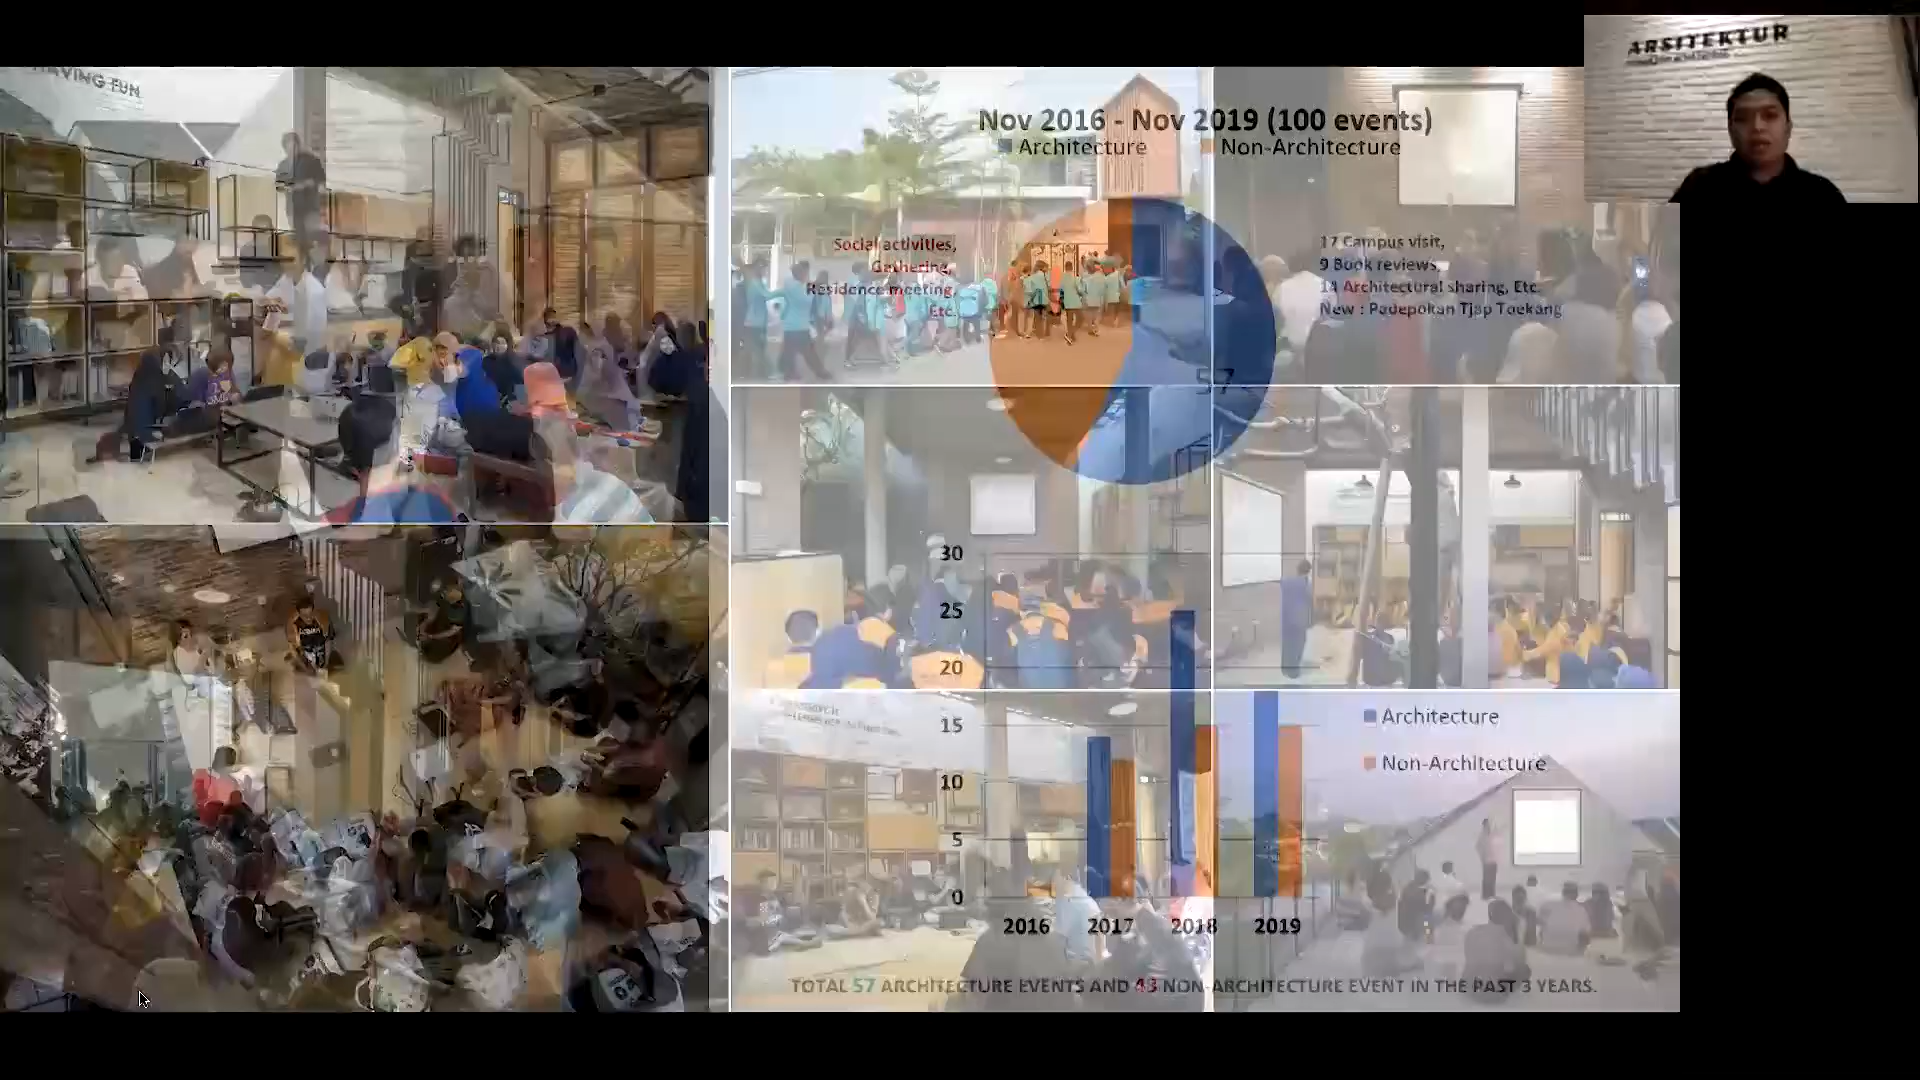 ARSITEKTUR
HAVING FUN
Nov 2016 - Nov 2019 (100 events)
Architecture
Non-Architecture
Social activities,
Gathering,
Residence meeting,
Etc.
17 Campus visit,
9 Book reviews,
14 Architectural sharing, Etc.
New : Padepokan Tjap Toekang
57
30
25
20
15
10
5
0
2016 2017 2018 2019
Architecture
Non-Architecture
TOTAL 57 ARCHITECTURE EVENTS AND 43 NON-ARCHITECTURE EVENT IN THE PAST 3 YEARS.